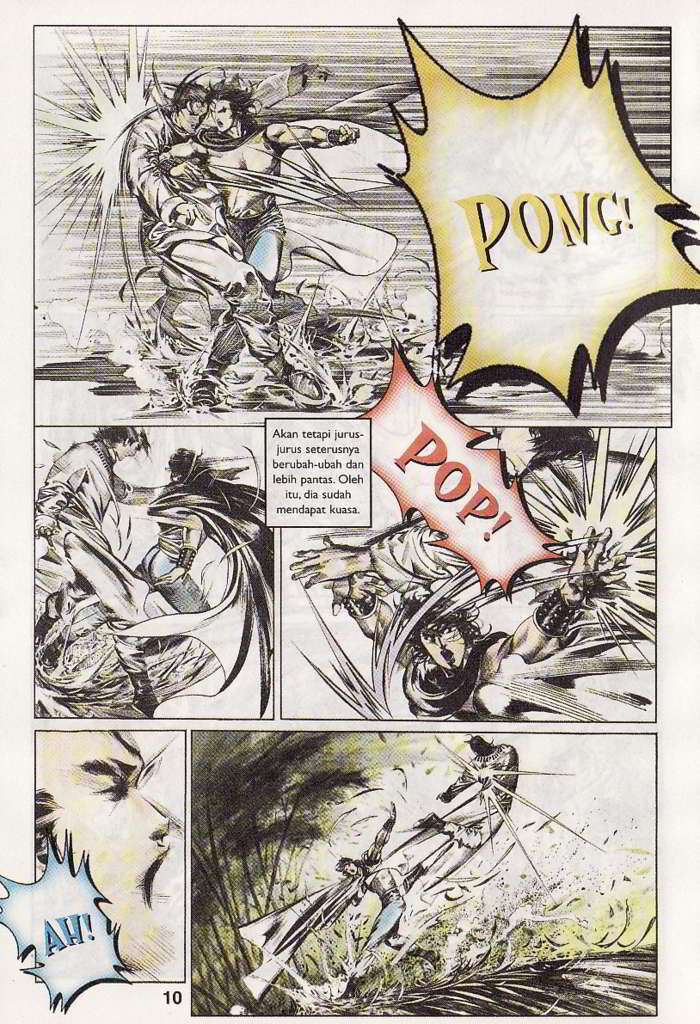 PONG!
Akan tetapi jurus-
jurus seterusnya
berubah-ubah dan
lebih pantas. Oleh
itu, dia sudah
mendapat kuasa.
POP!
AH!
10